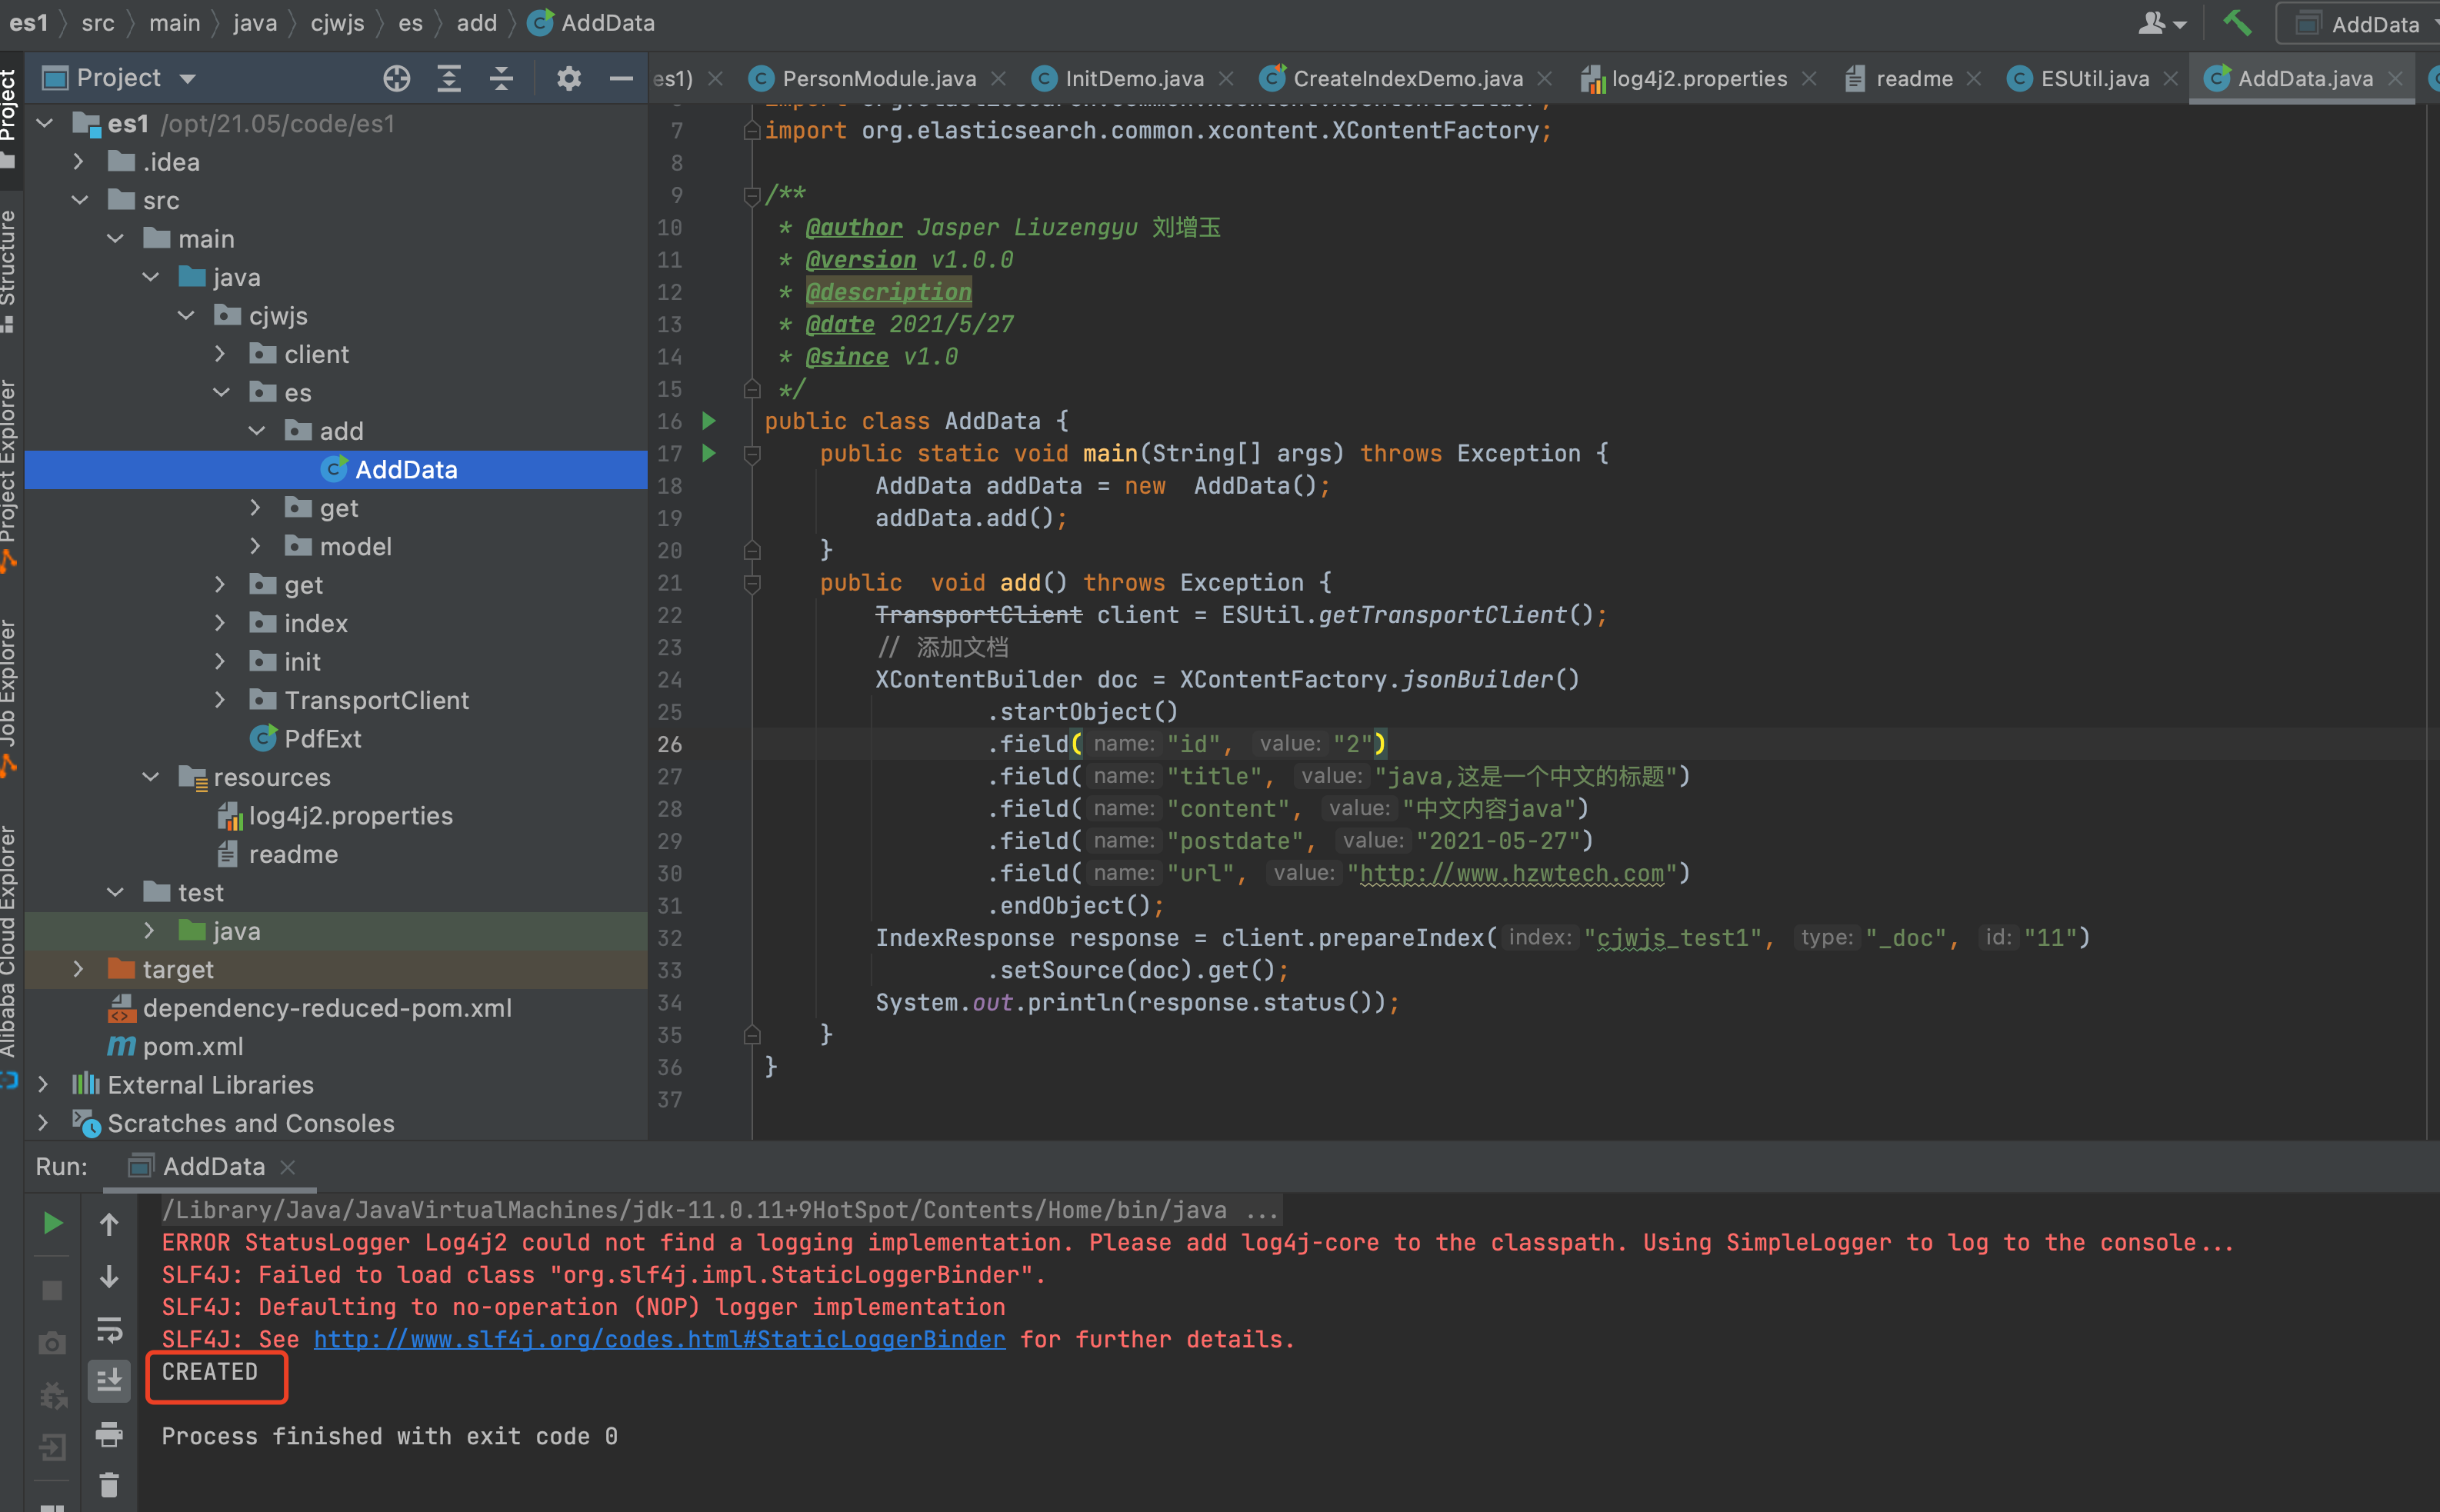 es1 〉 src 〉 main 〉 java 〉 cjwjs 〉 es 〉 add 〉 AddData
AddData
Project
es1)
PersonModule.java
InitDemo.java
CreateIndexDemo.java
log4j2.properties
readme
ESUtil.java
AddData.java
Project
Structure
Project Explorer
Job Explorer
Alibaba Cloud Explorer
es1 /opt/21.05/code/es1
.idea
src
main
java
cjwjs
client
es
add
AddData
get
model
get
index
init
TransportClient
PdfExt
resources
log4j2.properties
readme
test
java
target
dependency-reduced-pom.xml
pom.xml
External Libraries
Scratches and Consoles
7 import org.elasticsearch.common.xcontent.XContentFactory;
8
9 /**
10 * @author Jasper Liuzengyu 刘增玉
11 * @version v1.0.0
12 * @description
13 * @date 2021/5/27
14 * @since v1.0
15 */
16 public class AddData {
17 public static void main(String[] args) throws Exception {
18 AddData addData = new  AddData();
19 addData.add();
20 }
21 public  void add() throws Exception {
22 TransportClient client = ESUtil.getTransportClient();
23 // 添加文档
24 XContentBuilder doc = XContentFactory.jsonBuilder()
25 .startObject()
26 .field( name: "id", value: "2")
27 .field( name: "title", value: "java,这是一个中文的标题")
28 .field( name: "content", value: "中文内容java")
29 .field( name: "postdate", value: "2021-05-27")
30 .field( name: "url", value: "http://www.hzwtech.com")
31 .endObject();
32 IndexResponse response = client.prepareIndex( index: "cjwjs_test1", type: "_doc", id: "11")
33 .setSource(doc).get();
34 System.out.println(response.status());
35 }
36 }
37
Run: AddData
/Library/Java/JavaVirtualMachines/jdk-11.0.11+9HotSpot/Contents/Home/bin/java ...
ERROR StatusLogger Log4j2 could not find a logging implementation. Please add log4j-core to the classpath. Using SimpleLogger to log to the console...
SLF4J: Failed to load class "org.slf4j.impl.StaticLoggerBinder".
SLF4J: Defaulting to no-operation (NOP) logger implementation
SLF4J: See http://www.slf4j.org/codes.html#StaticLoggerBinder for further details.
CREATED
Process finished with exit code 0